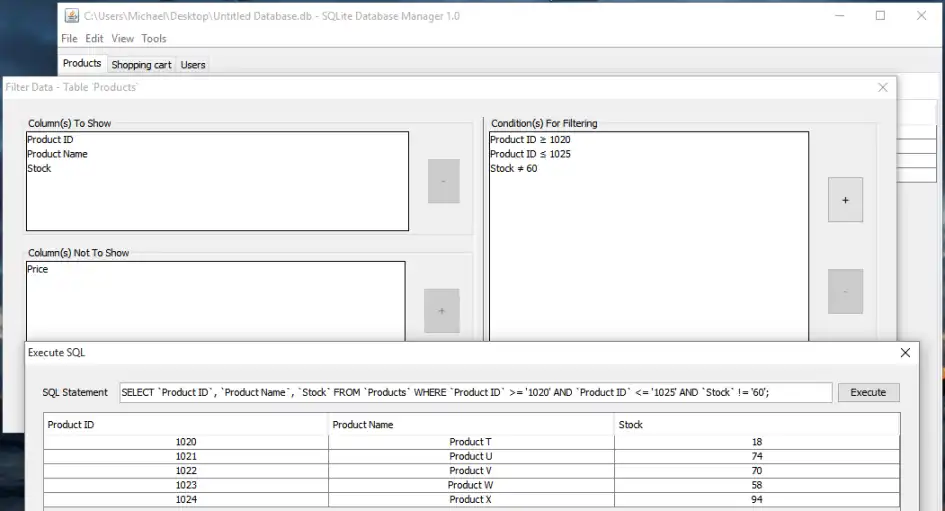 C:\Users\Michael\Desktop\Untitled Database.db - SQLite Database Manager 1.0
File Edit View Tools
Products Shopping cart Users
Filter Data - Table `Products`
Column(s) To Show
Product ID
Product Name
Stock
-
Condition(s) For Filtering
Product ID ≥ 1020
Product ID ≤ 1025
Stock ≠ 60
+
-
Column(s) Not To Show
Price
+
Execute SQL
SQL Statement SELECT `Product ID`, `Product Name`, `Stock` FROM `Products` WHERE `Product ID` >= '1020' AND `Product ID` <= '1025' AND `Stock` != '60'; Execute
Product ID Product Name Stock
1020 Product T 18
1021 Product U 74
1022 Product V 70
1023 Product W 58
1024 Product X 94